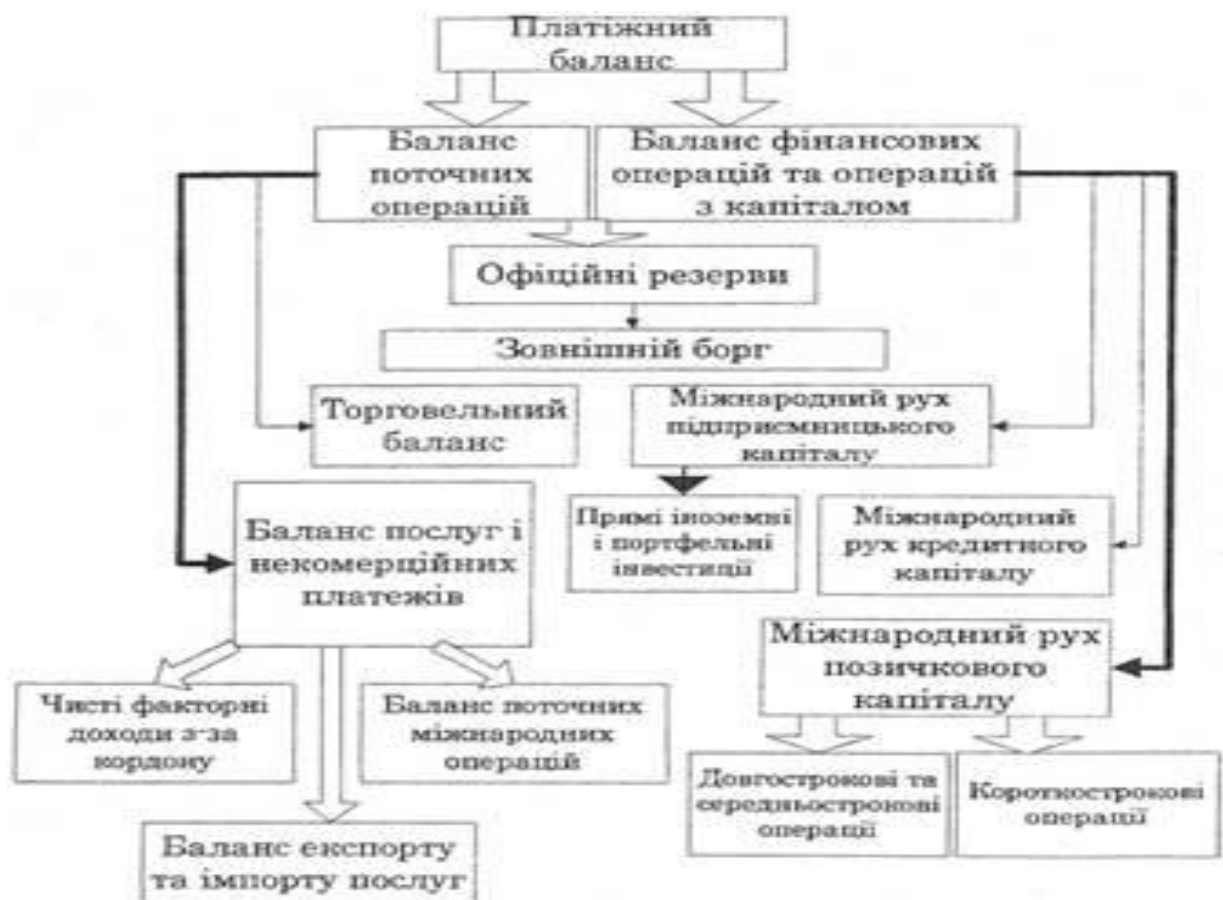 Платіжний
баланс
Баланс
поточних
операцій
Баланс фінансових
операцій та операцій
з капіталом
Офіційні резерви
Зовнішній борг
Торговельний
баланс
Міжнародний рух
підприємницького
капіталу
Баланс послуг і
некомерційних
платежів
Прямі іноземні
і портфельні
інвестиції
Міжнародний
рух кредитного
капіталу
Міжнародний рух
позичкового
капіталу
Чисті факторні
доходи з-за
кордону
Баланс поточних
міжнародних
операцій
Довгострокові та
середньострокові
операції
Короткострокові
операції
Баланс експорту
та імпорту послуг